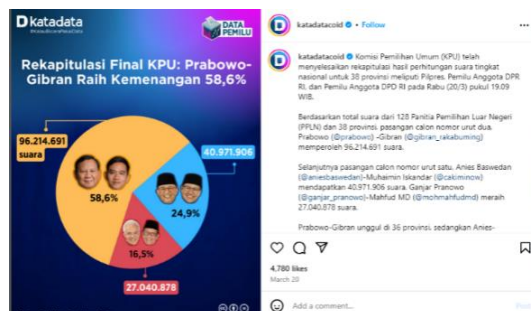 katadata
#KatadataBicaraPakaiData
DATA
PEMILU
Rekapitulasi Final KPU: Prabowo-
Gibran Raih Kemenangan 58,6%
96.214.691
suara
40.971.906
58,6%
24,9%
16,5%
27.040.878
katadatacoid • Follow
katadatacoid Komisi Pemilihan Umum (KPU) telah
menyelesaikan rekapitulasi hasil perhitungan suara tingkat
nasional untuk 38 provinsi meliputi Pilpres, Pemilu Anggota DPR
RI, dan Pemilu Anggota DPD RI pada Rabu (20/3) pukul 19.09
WIB.
Berdasarkan total suara dari 128 Panitia Pemilihan Luar Negeri
(PPLN) dan 38 provinsi, pasangan calon nomor urut dua,
Prabowo (@prabowo) -Gibran (@gibran_rakabuming)
memperoleh 96.214.691 suara.
Selanjutnya pasangan calon nomor urut satu, Anies Baswedan
(@aniesbaswedan)-Muhaimin Iskandar (@cakiminow)
mendapatkan 40.971.906 suara. Ganjar Pranowo
(@ganjar_pranowo)-Mahfud MD (@mohmahfudmd) meraih
27.040.878 suara.
Prabowo-Gibran unggul di 36 provinsi, sedangkan Anies-
4,780 likes
March 20
Add a comment...
Post